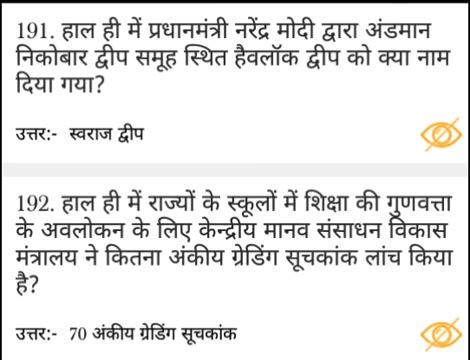 191. हाल ही में प्रधानमंत्री नरेंद्र मोदी द्वारा अंडमान
निकोबार द्वीप समूह स्थित हैवलॉक द्वीप को क्या नाम
दिया गया?
उत्तर:- स्वराज द्वीप
192. हाल ही में राज्यों के स्कूलों में शिक्षा की गुणवत्ता
के अवलोकन के लिए केन्द्रीय मानव संसाधन विकास
मंत्रालय ने कितना अंकीय ग्रेडिंग सूचकांक लांच किया
है?
उत्तर:- 70 अंकीय ग्रेडिंग सूचकांक